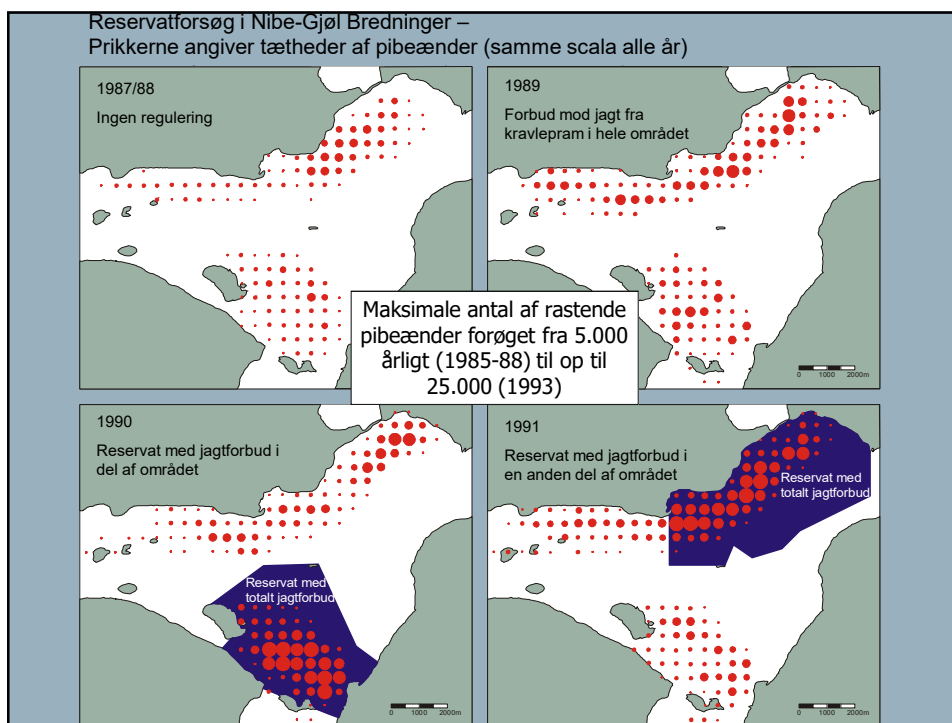 Reservatforsøg i Nibe-Gjøl Bredninger –
Prikkerne angiver tætheder af pibeænder (samme scala alle år)
1987/88
Ingen regulering
1989
Forbud mod jagt fra
kravlepram i hele området
0 1000 2000m
Maksimale antal af rastende
pibeænder forøget fra 5.000
årligt (1985-88) til op til
25.000 (1993)
1990
Reservat med jagtforbud i
del af området
Reservat med
totalt jagtforbud
0 1000 2000m
1991
Reservat med jagtforbud i
en anden del af området
Reservat med
totalt jagtforbud
0 1000 2000m